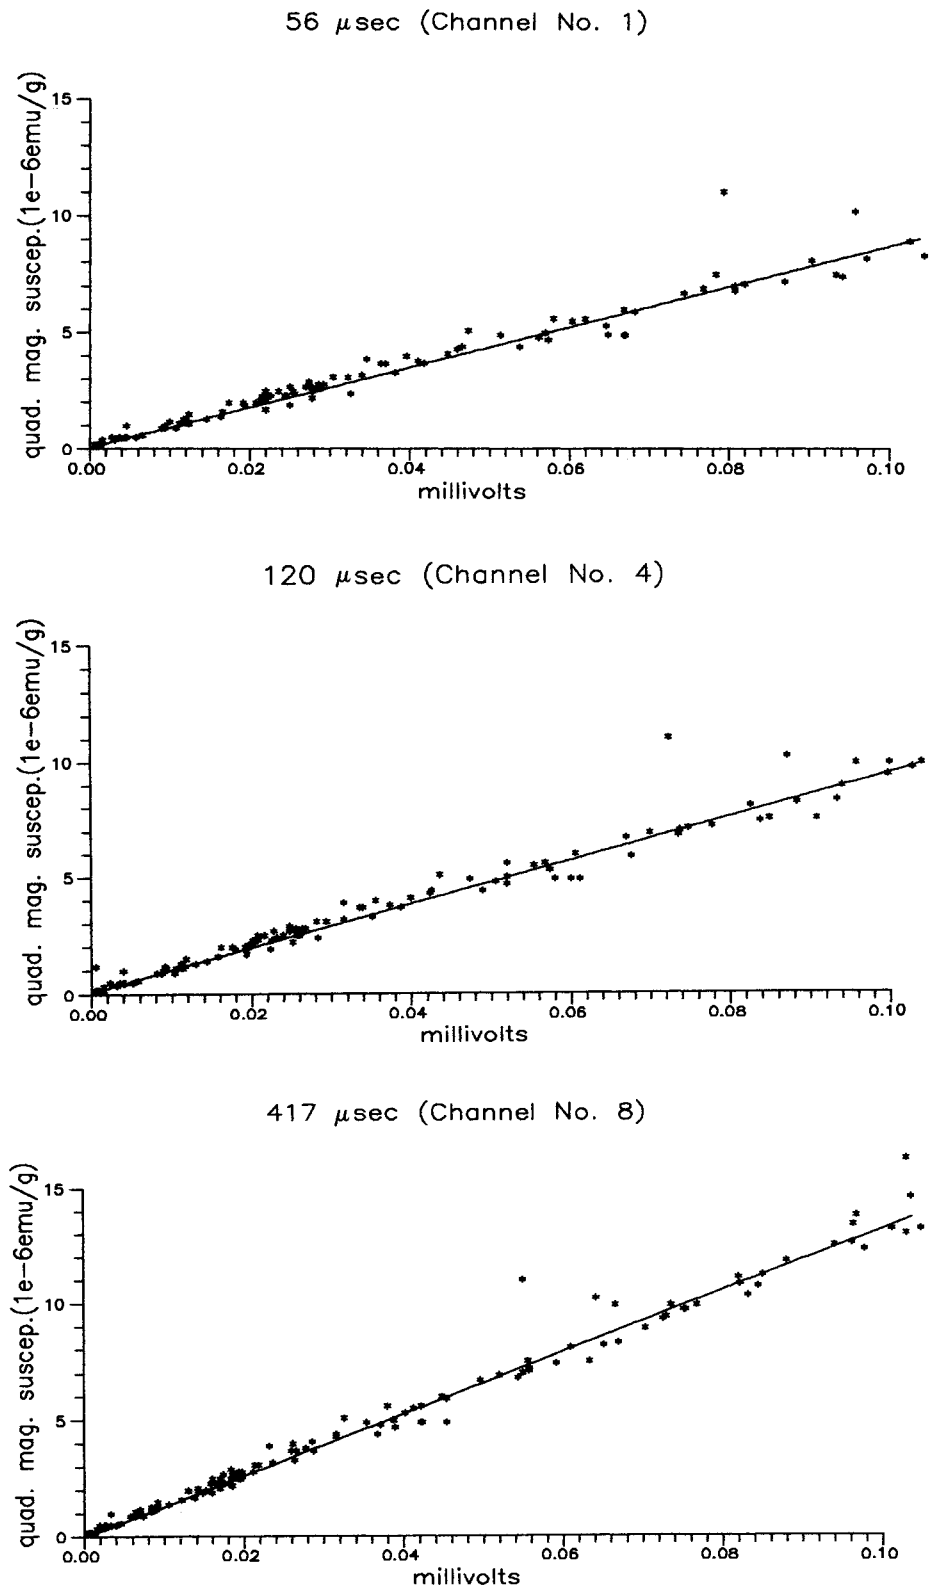 56 μsec (Channel No. 1)
quad. mag. suscep.(1e−6emu/g)
15
10
5
0
0.00 0.02 0.04 0.06 0.08 0.10
millivolts
120 μsec (Channel No. 4)
quad. mag. suscep.(1e−6emu/g)
15
10
5
0
0.00 0.02 0.04 0.06 0.08 0.10
millivolts
417 μsec (Channel No. 8)
quad. mag. suscep.(1e−6emu/g)
15
10
5
0
0.00 0.02 0.04 0.06 0.08 0.10
millivolts